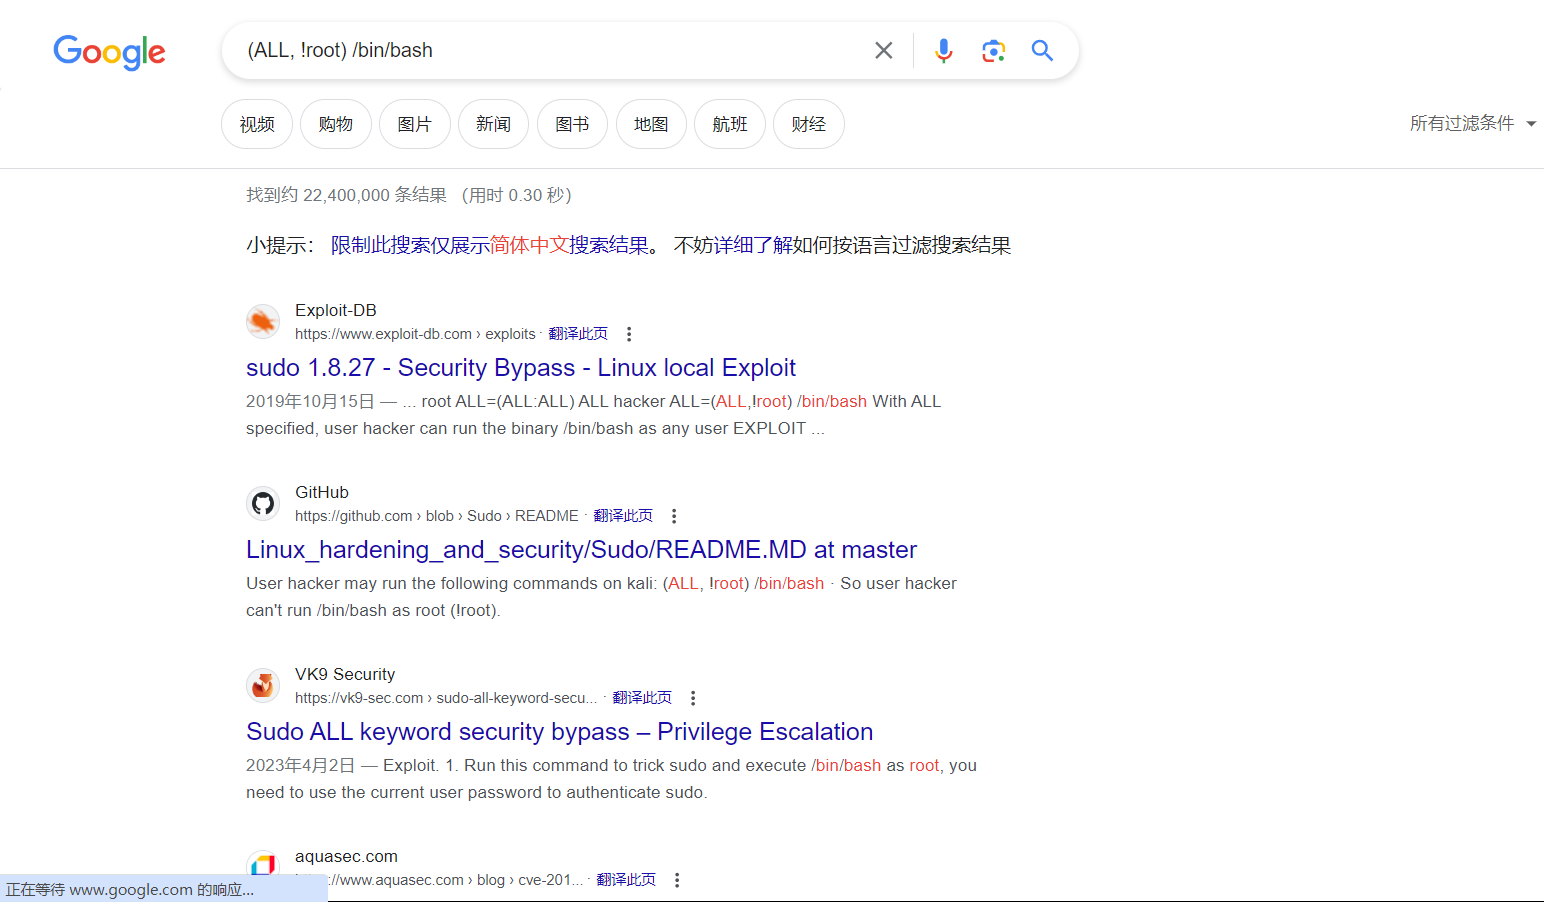 Google
(ALL, !root) /bin/bash
视频 购物 图片 新闻 图书 地图 航班 财经
所有过滤条件
找到约 22,400,000 条结果 （用时 0.30 秒）
小提示： 限制此搜索仅展示简体中文搜索结果。 不妨详细了解如何按语言过滤搜索结果
Exploit-DB
https://www.exploit-db.com › exploits · 翻译此页
sudo 1.8.27 - Security Bypass - Linux local Exploit
2019年10月15日 — ... root ALL=(ALL:ALL) ALL hacker ALL=(ALL,!root) /bin/bash With ALL
specified, user hacker can run the binary /bin/bash as any user EXPLOIT ...
GitHub
https://github.com › blob › Sudo › README · 翻译此页
Linux_hardening_and_security/Sudo/README.MD at master
User hacker may run the following commands on kali: (ALL, !root) /bin/bash · So user hacker
can't run /bin/bash as root (!root).
VK9 Security
https://vk9-sec.com › sudo-all-keyword-secu... · 翻译此页
Sudo ALL keyword security bypass – Privilege Escalation
2023年4月2日 — Exploit. 1. Run this command to trick sudo and execute /bin/bash as root, you
need to use the current user password to authenticate sudo.
aquasec.com
://www.aquasec.com › blog › cve-201... · 翻译此页
正在等待 www.google.com 的响应...